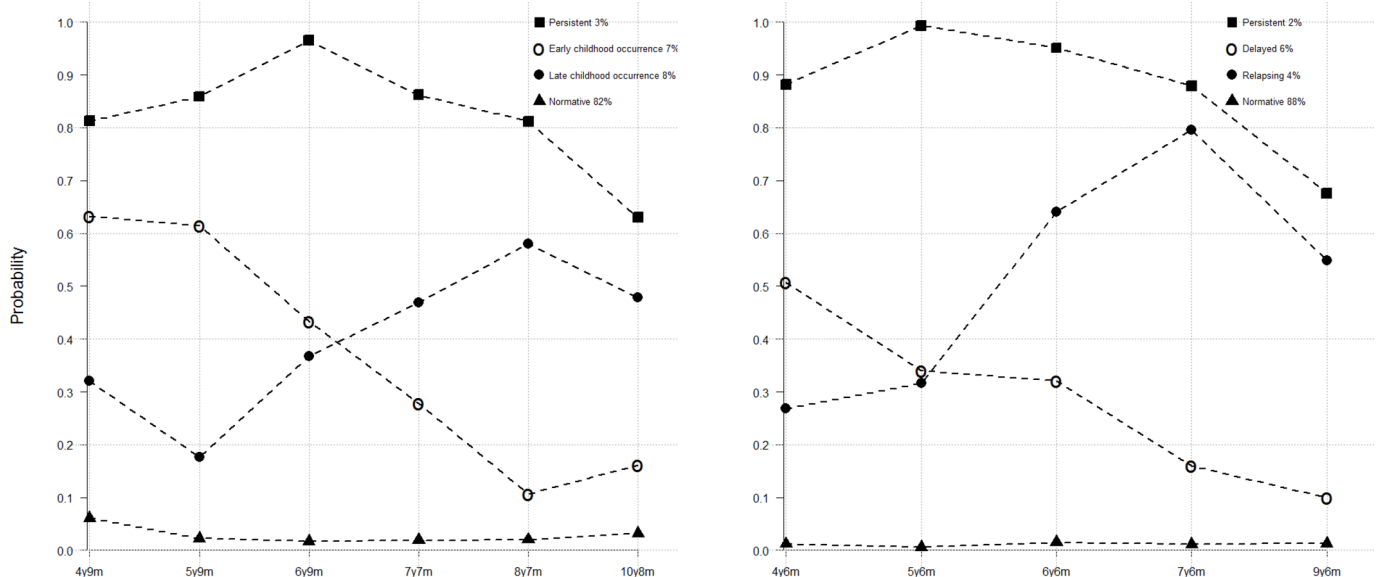 Probability
1.0
0.9
0.8
0.7
0.6
0.5
0.4
0.3
0.2
0.1
0.0
Persistent 3%
Early childhood occurrence 7%
Late childhood occurrence 8%
Normative 82%
4y9m 5y9m 6y9m 7y7m 8y7m 10y8m
1.0
0.9
0.8
0.7
0.6
0.5
0.4
0.3
0.2
0.1
0.0
Persistent 2%
Delayed 6%
Relapsing 4%
Normative 88%
4y6m 5y6m 6y6m 7y6m 9y6m